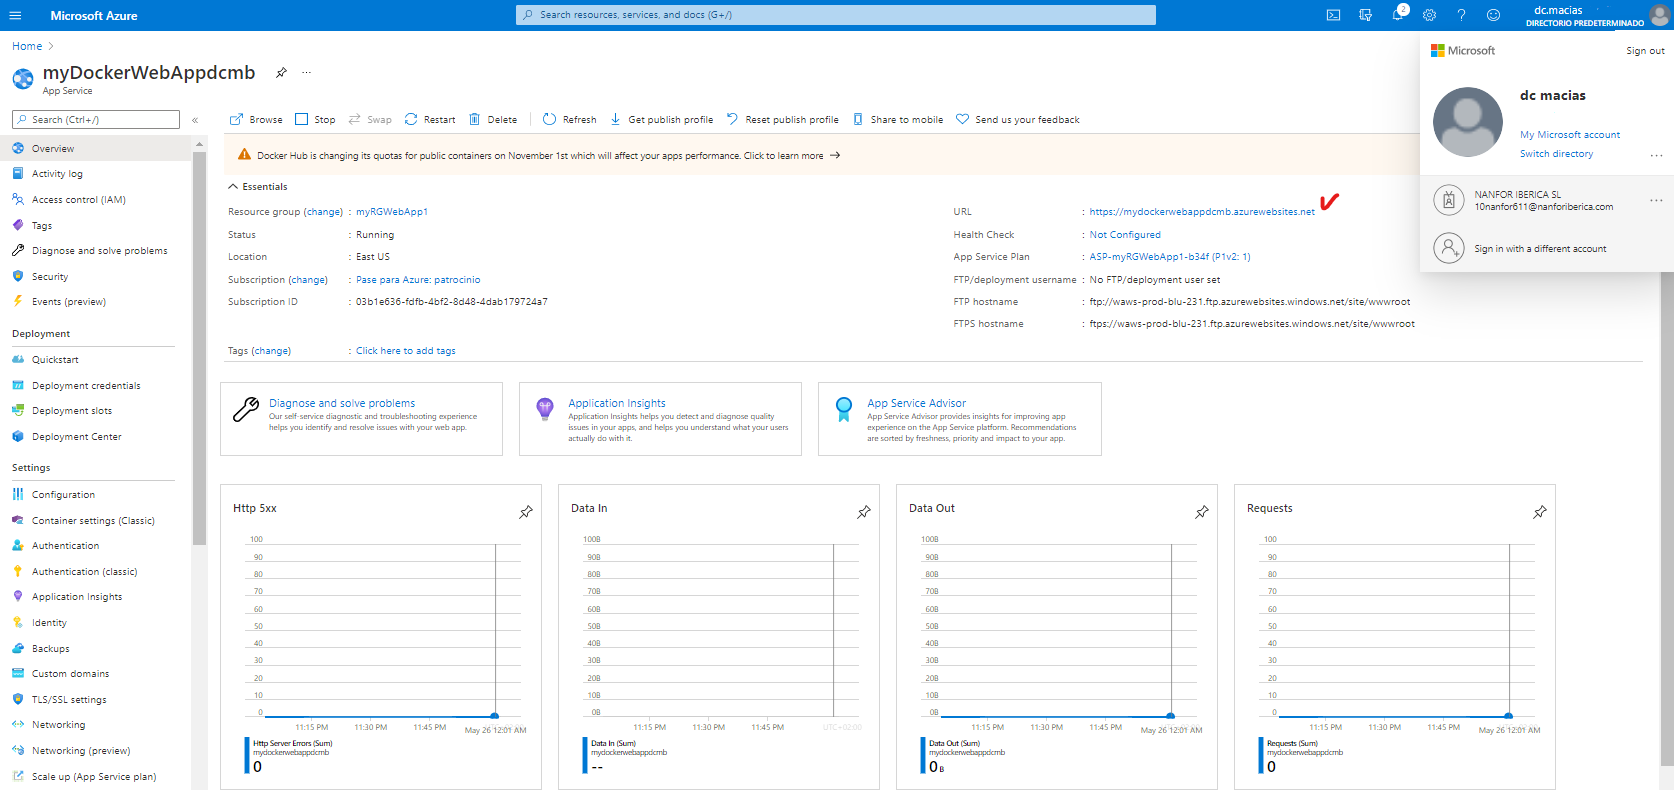 Microsoft Azure
Search resources, services, and docs (G+/)
2
dc.macias
DIRECTORIO PREDETERMINADO
Home
myDockerWebAppdcmb
App Service
Microsoft
Sign out
dc macias
My Microsoft account
Switch directory
NANFOR IBERICA SL
10nanfor611@nanforiberica.com
Sign in with a different account
Search (Ctrl+/)
Overview
Activity log
Access control (IAM)
Tags
Diagnose and solve problems
Security
Events (preview)
Deployment
Quickstart
Deployment credentials
Deployment slots
Deployment Center
Settings
Configuration
Container settings (Classic)
Authentication
Authentication (classic)
Application Insights
Identity
Backups
Custom domains
TLS/SSL settings
Networking
Networking (preview)
Scale up (App Service plan)
Browse Stop Swap Restart Delete Refresh Get publish profile Reset publish profile Share to mobile Send us your feedback
Docker Hub is changing its quotas for public containers on November 1st which will affect your apps performance. Click to learn more →
Essentials
Resource group (change) : myRGWebApp1
Status : Running
Location : East US
Subscription (change) : Pase para Azure: patrocinio
Subscription ID : 03b1e636-fdfb-4bf2-8d48-4dab179724a7
Tags (change) : Click here to add tags
URL : https://mydockerwebappdcmb.azurewebsites.net
Health Check : Not Configured
App Service Plan : ASP-myRGWebApp1-b34f (P1v2: 1)
FTP/deployment username : No FTP/deployment user set
FTP hostname : ftp://waws-prod-blu-231.ftp.azurewebsites.windows.net/site/wwwroot
FTPS hostname : ftps://waws-prod-blu-231.ftp.azurewebsites.windows.net/site/wwwroot
Diagnose and solve problems
Our self-service diagnostic and troubleshooting experience
helps you identify and resolve issues with your web app.
Application Insights
Application Insights helps you detect and diagnose quality
issues in your apps, and helps you understand what your users
actually do with it.
App Service Advisor
App Service Advisor provides insights for improving app
experience on the App Service platform. Recommendations
are sorted by freshness, priority and impact to your app.
Http 5xx
100
90
80
70
60
50
40
30
20
10
0
11:15 PM 11:30 PM 11:45 PM May 26 12:01 AM
Http Server Errors (Sum)
mydockerwebappdcmb
0
Data In
100B
90B
80B
70B
60B
50B
40B
30B
20B
10B
0B
11:15 PM 11:30 PM 11:45 PM UTC+02:00
Data In (Sum)
mydockerwebappdcmb
--
Data Out
100B
90B
80B
70B
60B
50B
40B
30B
20B
10B
0B
11:15 PM 11:30 PM 11:45 PM May 26 12:01 AM
Data Out (Sum)
mydockerwebappdcmb
0 B
Requests
100
90
80
70
60
50
40
30
20
10
0
11:15 PM 11:30 PM 11:45 PM May 26 12:01 AM
Requests (Sum)
mydockerwebappdcmb
0